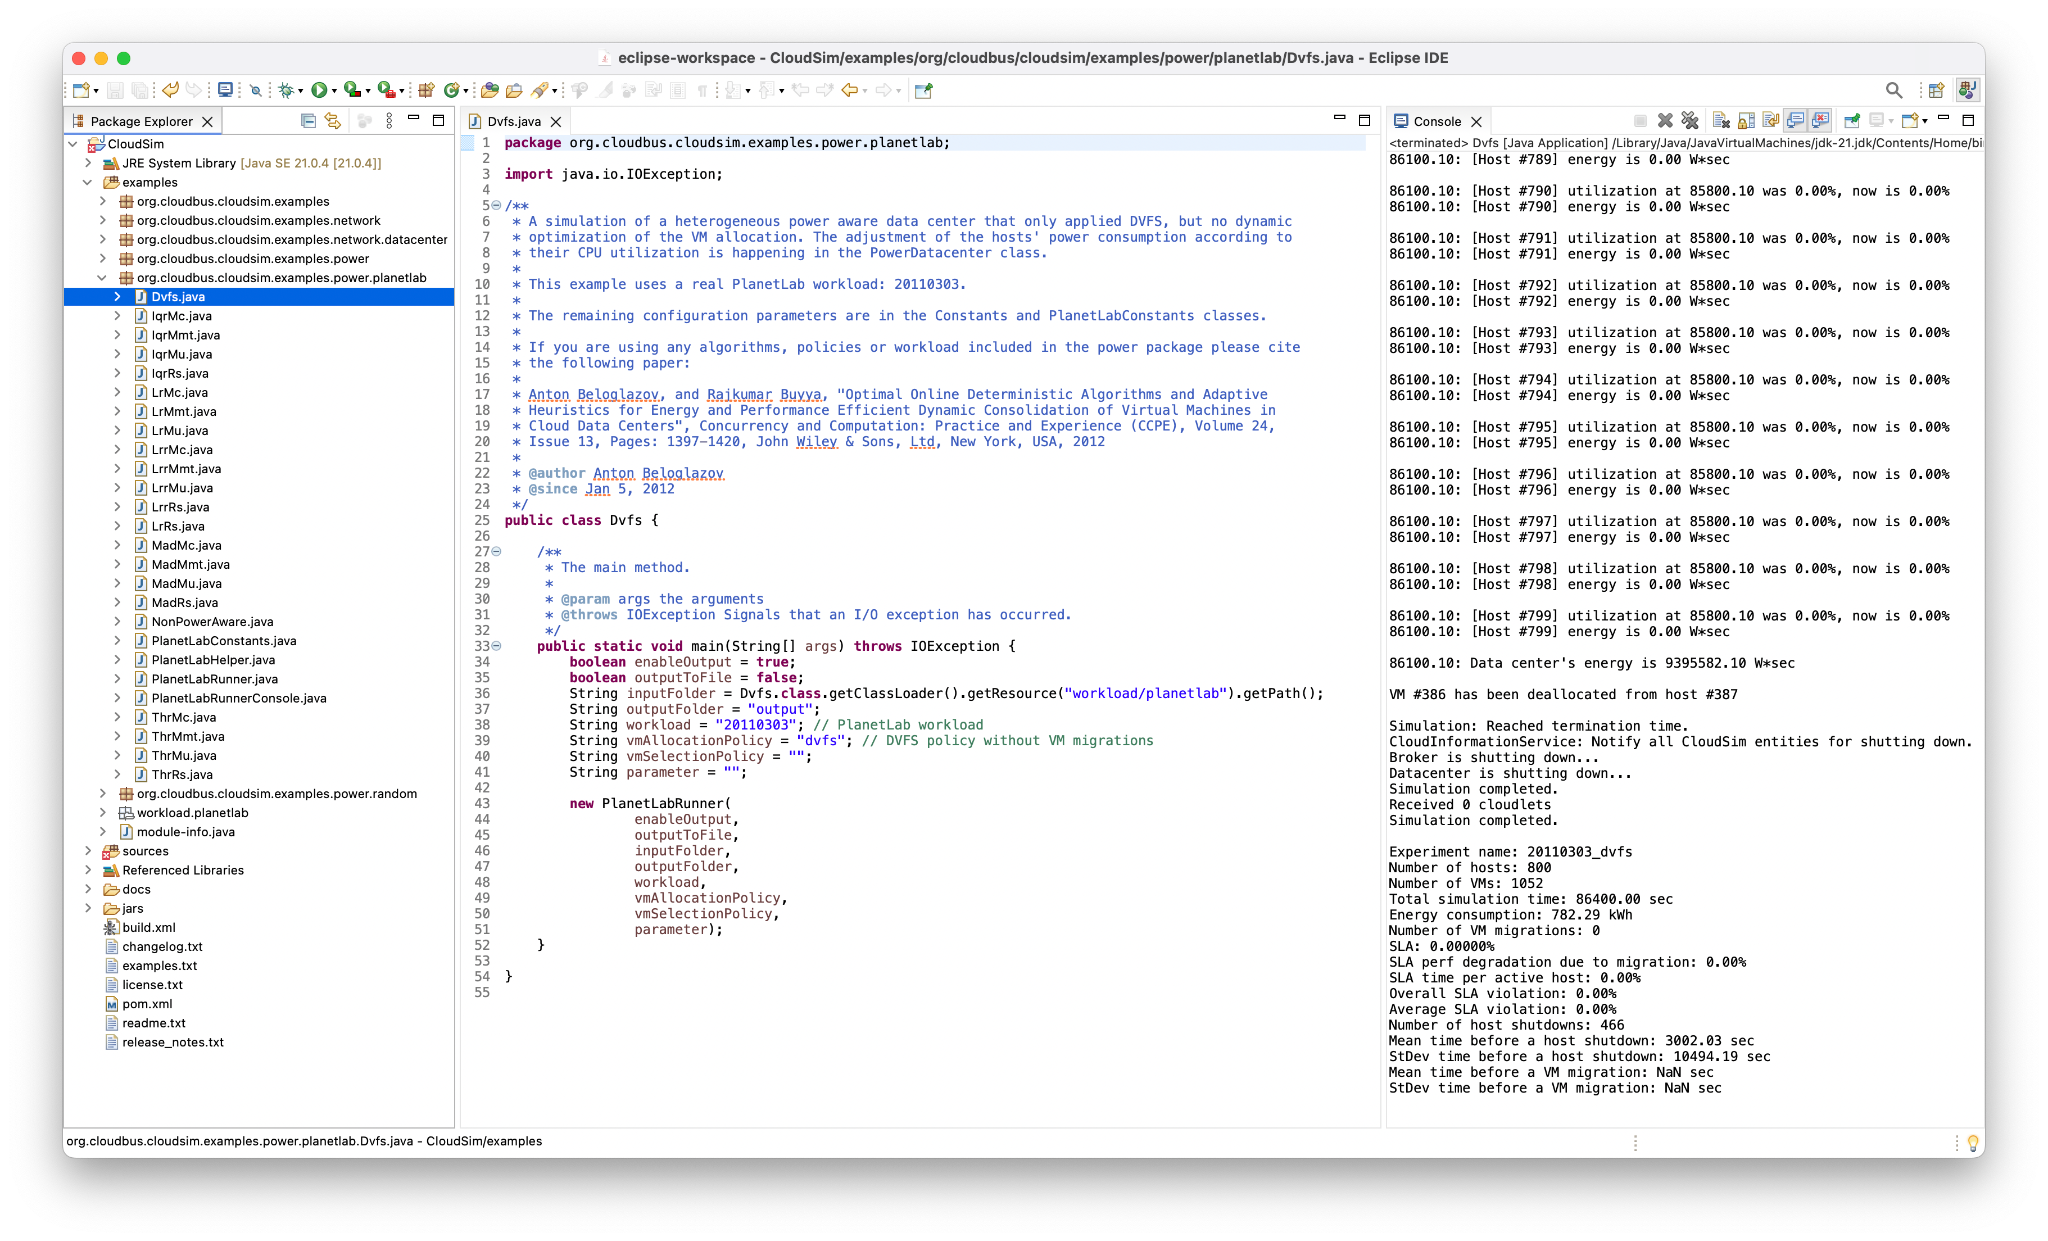 eclipse-workspace - CloudSim/examples/org/cloudbus/cloudsim/examples/power/planetlab/Dvfs.java - Eclipse IDE
Package Explorer
CloudSim
JRE System Library [Java SE 21.0.4 [21.0.4]]
examples
org.cloudbus.cloudsim.examples
org.cloudbus.cloudsim.examples.network
org.cloudbus.cloudsim.examples.network.datacenter
org.cloudbus.cloudsim.examples.power
org.cloudbus.cloudsim.examples.power.planetlab
Dvfs.java
IqrMc.java
IqrMmt.java
IqrMu.java
IqrRs.java
LrMc.java
LrMmt.java
LrMu.java
LrrMc.java
LrrMmt.java
LrrMu.java
LrrRs.java
LrRs.java
MadMc.java
MadMmt.java
MadMu.java
MadRs.java
NonPowerAware.java
PlanetLabConstants.java
PlanetLabHelper.java
PlanetLabRunner.java
PlanetLabRunnerConsole.java
ThrMc.java
ThrMmt.java
ThrMu.java
ThrRs.java
org.cloudbus.cloudsim.examples.power.random
workload.planetlab
module-info.java
sources
Referenced Libraries
docs
jars
build.xml
changelog.txt
examples.txt
license.txt
pom.xml
readme.txt
release_notes.txt
Dvfs.java
1 package org.cloudbus.cloudsim.examples.power.planetlab;
2
3 import java.io.IOException;
4
5 /**
6 * A simulation of a heterogeneous power aware data center that only applied DVFS, but no dynamic
7 * optimization of the VM allocation. The adjustment of the hosts' power consumption according to
8 * their CPU utilization is happening in the PowerDatacenter class.
9 *
10 * This example uses a real PlanetLab workload: 20110303.
11 *
12 * The remaining configuration parameters are in the Constants and PlanetLabConstants classes.
13 *
14 * If you are using any algorithms, policies or workload included in the power package please cite
15 * the following paper:
16 *
17 * Anton Beloglazov, and Rajkumar Buyya, "Optimal Online Deterministic Algorithms and Adaptive
18 * Heuristics for Energy and Performance Efficient Dynamic Consolidation of Virtual Machines in
19 * Cloud Data Centers", Concurrency and Computation: Practice and Experience (CCPE), Volume 24,
20 * Issue 13, Pages: 1397-1420, John Wiley & Sons, Ltd, New York, USA, 2012
21 *
22 * @author Anton Beloglazov
23 * @since Jan 5, 2012
24 */
25 public class Dvfs {
26
27 /**
28 * The main method.
29 *
30 * @param args the arguments
31 * @throws IOException Signals that an I/O exception has occurred.
32 */
33 public static void main(String[] args) throws IOException {
34 boolean enableOutput = true;
35 boolean outputToFile = false;
36 String inputFolder = Dvfs.class.getClassLoader().getResource("workload/planetlab").getPath();
37 String outputFolder = "output";
38 String workload = "20110303"; // PlanetLab workload
39 String vmAllocationPolicy = "dvfs"; // DVFS policy without VM migrations
40 String vmSelectionPolicy = "";
41 String parameter = "";
42
43 new PlanetLabRunner(
44 enableOutput,
45 outputToFile,
46 inputFolder,
47 outputFolder,
48 workload,
49 vmAllocationPolicy,
50 vmSelectionPolicy,
51 parameter);
52 }
53
54 }
55
Console
<terminated> Dvfs [Java Application] /Library/Java/JavaVirtualMachines/jdk-21.jdk/Contents/Home/bi
86100.10: [Host #789] energy is 0.00 W*sec
86100.10: [Host #790] utilization at 85800.10 was 0.00%, now is 0.00%
86100.10: [Host #790] energy is 0.00 W*sec
86100.10: [Host #791] utilization at 85800.10 was 0.00%, now is 0.00%
86100.10: [Host #791] energy is 0.00 W*sec
86100.10: [Host #792] utilization at 85800.10 was 0.00%, now is 0.00%
86100.10: [Host #792] energy is 0.00 W*sec
86100.10: [Host #793] utilization at 85800.10 was 0.00%, now is 0.00%
86100.10: [Host #793] energy is 0.00 W*sec
86100.10: [Host #794] utilization at 85800.10 was 0.00%, now is 0.00%
86100.10: [Host #794] energy is 0.00 W*sec
86100.10: [Host #795] utilization at 85800.10 was 0.00%, now is 0.00%
86100.10: [Host #795] energy is 0.00 W*sec
86100.10: [Host #796] utilization at 85800.10 was 0.00%, now is 0.00%
86100.10: [Host #796] energy is 0.00 W*sec
86100.10: [Host #797] utilization at 85800.10 was 0.00%, now is 0.00%
86100.10: [Host #797] energy is 0.00 W*sec
86100.10: [Host #798] utilization at 85800.10 was 0.00%, now is 0.00%
86100.10: [Host #798] energy is 0.00 W*sec
86100.10: [Host #799] utilization at 85800.10 was 0.00%, now is 0.00%
86100.10: [Host #799] energy is 0.00 W*sec
86100.10: Data center's energy is 9395582.10 W*sec
VM #386 has been deallocated from host #387
Simulation: Reached termination time.
CloudInformationService: Notify all CloudSim entities for shutting down.
Broker is shutting down...
Datacenter is shutting down...
Simulation completed.
Received 0 cloudlets
Simulation completed.
Experiment name: 20110303_dvfs
Number of hosts: 800
Number of VMs: 1052
Total simulation time: 86400.00 sec
Energy consumption: 782.29 kWh
Number of VM migrations: 0
SLA: 0.00000%
SLA perf degradation due to migration: 0.00%
SLA time per active host: 0.00%
Overall SLA violation: 0.00%
Average SLA violation: 0.00%
Number of host shutdowns: 466
Mean time before a host shutdown: 3002.03 sec
StDev time before a host shutdown: 10494.19 sec
Mean time before a VM migration: NaN sec
StDev time before a VM migration: NaN sec
org.cloudbus.cloudsim.examples.power.planetlab.Dvfs.java - CloudSim/examples